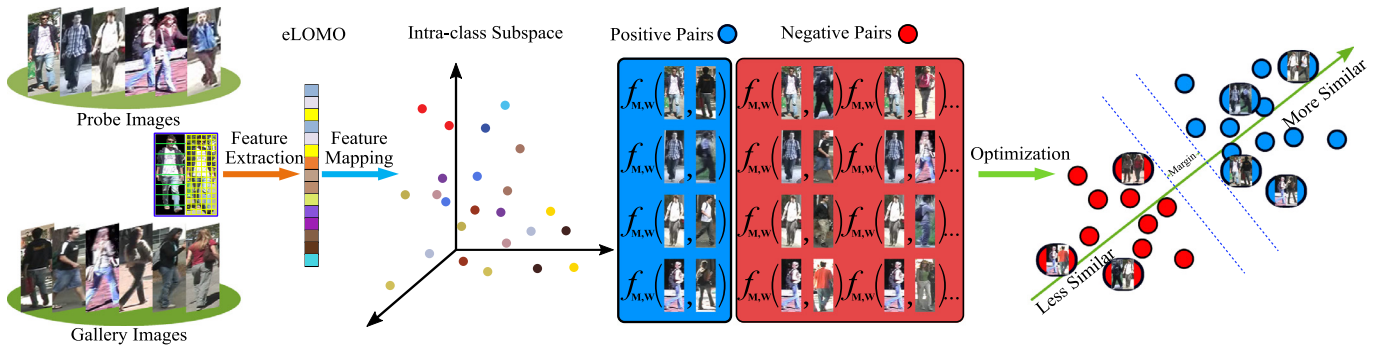 eLOMO
Intra-class Subspace
Positive Pairs
Negative Pairs
Probe Images
Feature
Extraction
Feature
Mapping
Optimization
Gallery Images
f M,W ( , )
f M,W ( , ) f M,W ( , ) ...
f M,W ( , )
f M,W ( , ) f M,W ( , ) ...
f M,W ( , )
f M,W ( , ) f M,W ( , ) ...
f M,W ( , )
f M,W ( , ) f M,W ( , ) ...
More Similar
Margin
Less Similar